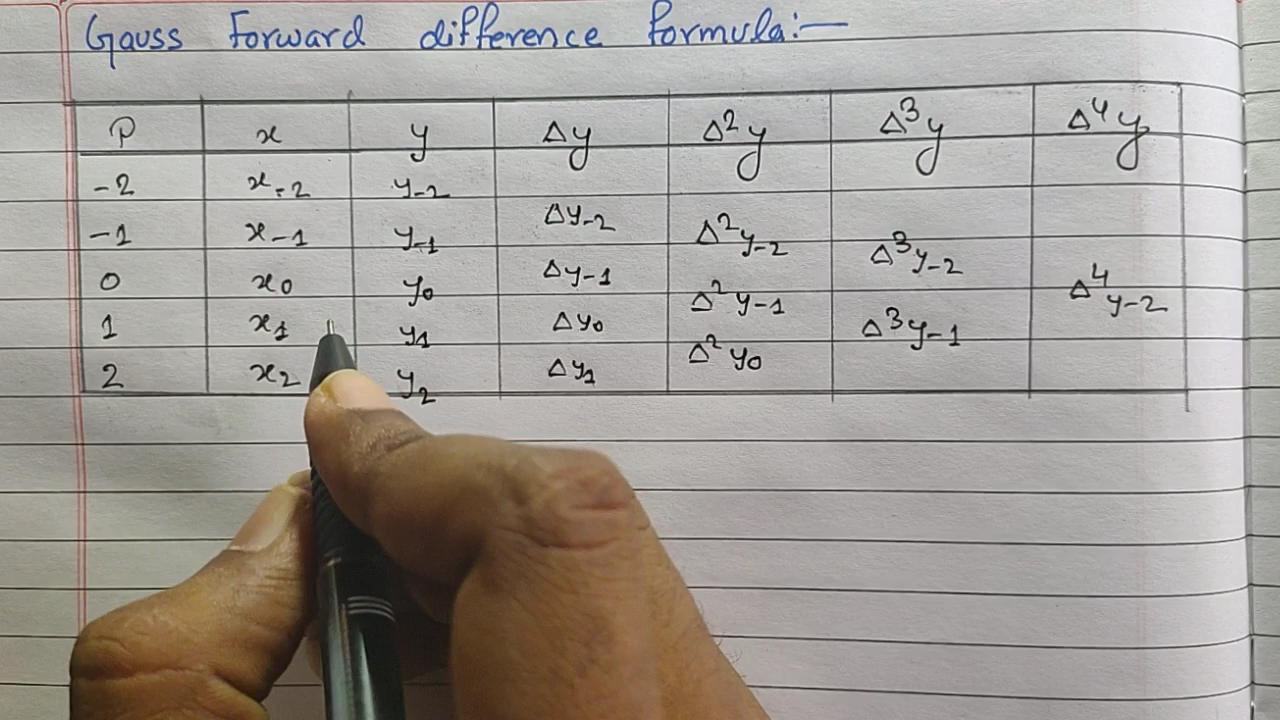 Gauss Forward difference formula:—
P x y Δy Δ²y Δ³y Δ⁴y
-2 x₋₂ y₋₂
Δy₋₂
-1 x₋₁ y₋₁ Δ²y₋₂
Δy₋₁ Δ³y₋₂
0 x₀ y₀ Δ²y₋₁ Δ⁴y₋₂
1 x₁ y₁ Δy₀ Δ³y₋₁
Δ²y₀
2 x₂ y₂ Δy₁